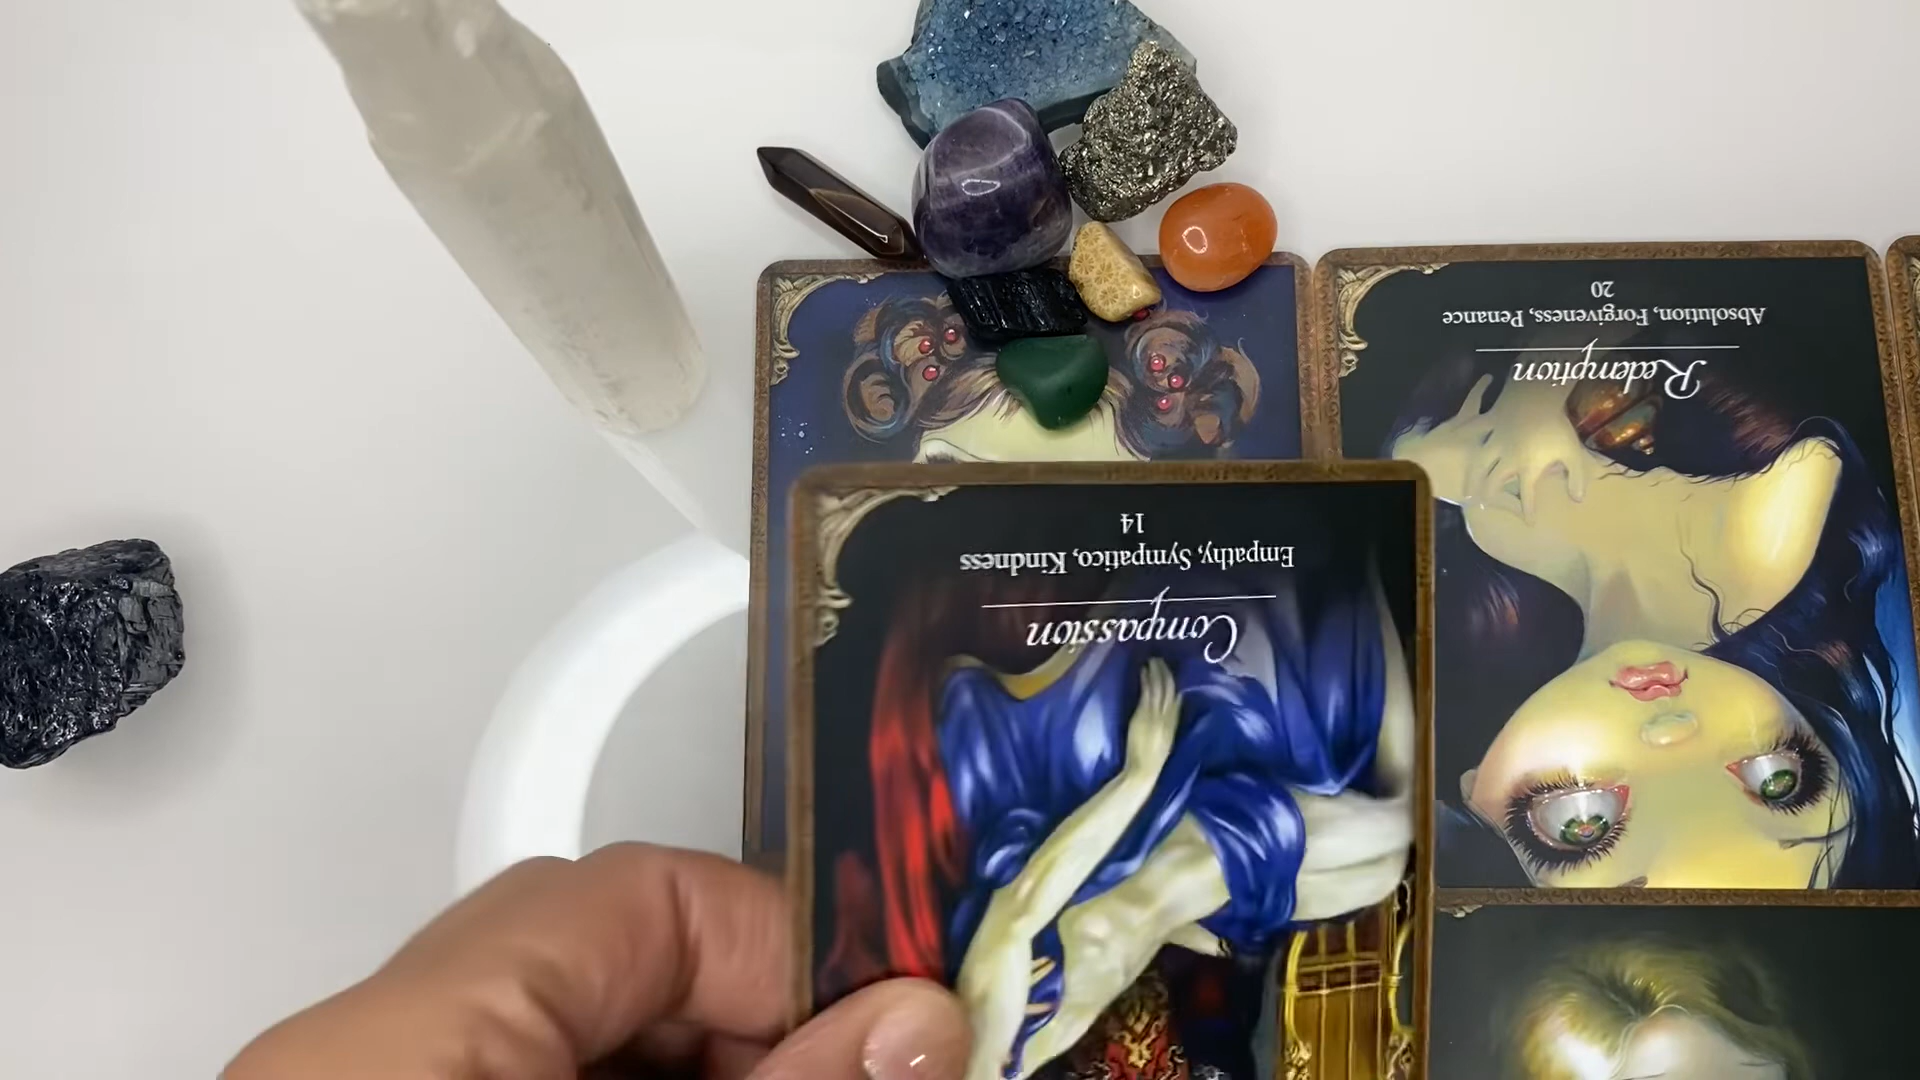 Compassion
Empathy, Sympatico, Kindness
14
Redemption
Absolution, Forgiveness, Penance
20